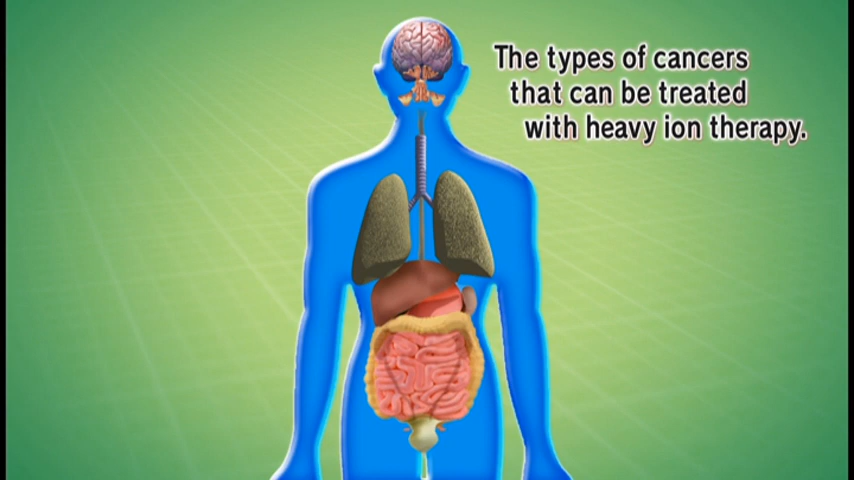 The types of cancers
that can be treated
with heavy ion therapy.